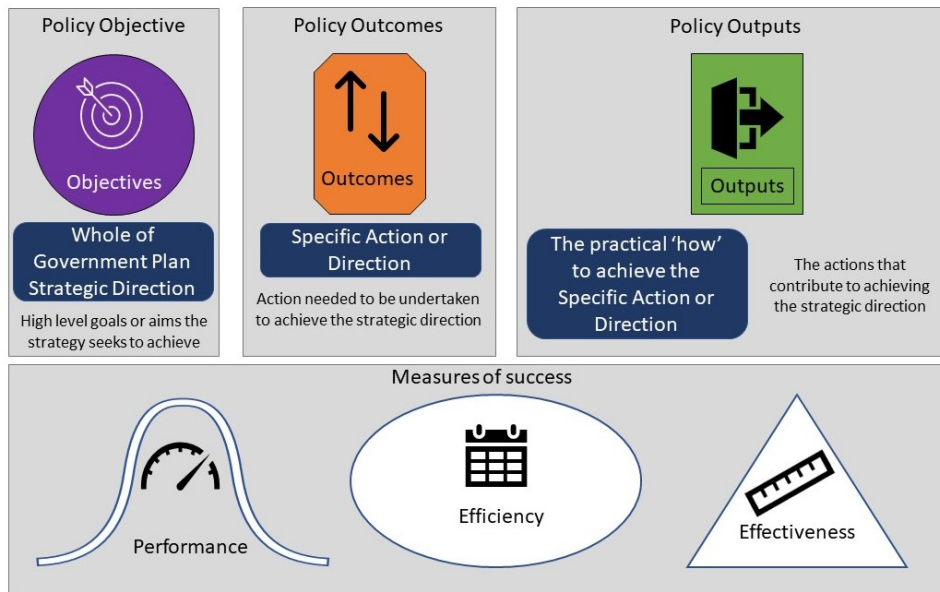 Policy Objective
Objectives
Whole of
Government Plan
Strategic Direction
High level goals or aims the
strategy seeks to achieve
Policy Outcomes
Outcomes
Specific Action or
Direction
Action needed to be undertaken
to achieve the strategic direction
Policy Outputs
Outputs
The practical ‘how’
to achieve the
Specific Action or
Direction
The actions that
contribute to achieving
the strategic direction
Measures of success
Performance
Efficiency
Effectiveness